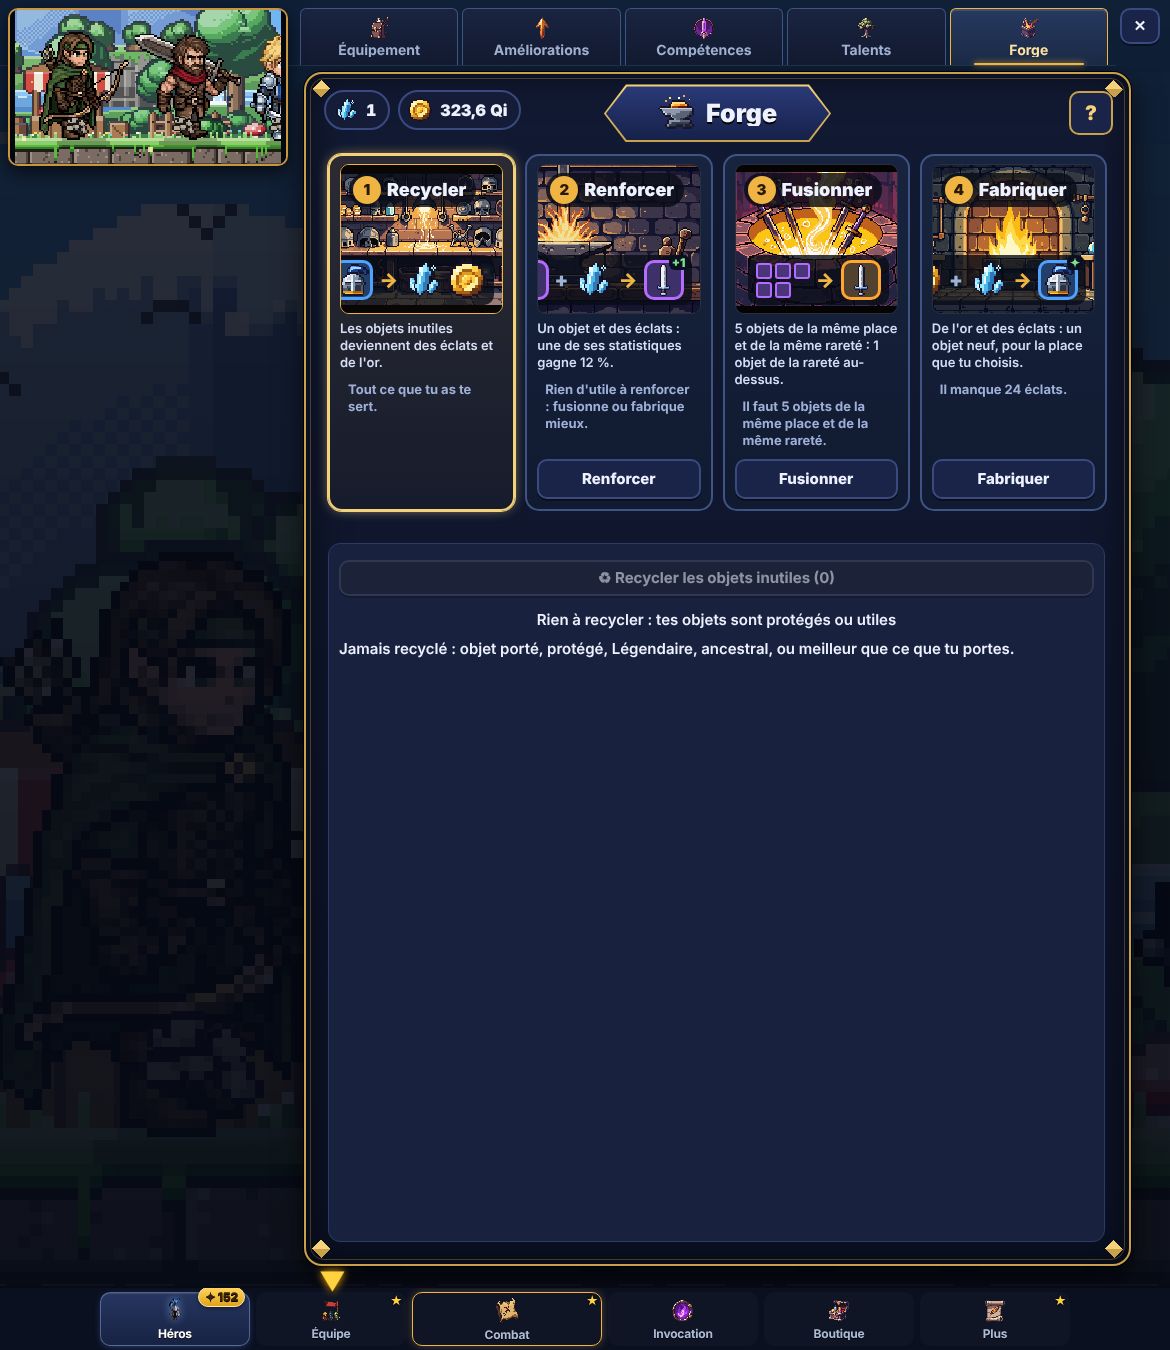 Équipement
Améliorations
Compétences
Talents
Forge
×
1
323,6 Qi
Forge
?
1 Recycler
Les objets inutiles
deviennent des éclats et
de l'or.
Tout ce que tu as te
sert.
2 Renforcer
+1
Un objet et des éclats :
une de ses statistiques
gagne 12 %.
Rien d'utile à renforcer
: fusionne ou fabrique
mieux.
Renforcer
3 Fusionner
5 objets de la même place
et de la même rareté : 1
objet de la rareté au-
dessus.
Il faut 5 objets de la
même place et de la
même rareté.
Fusionner
4 Fabriquer
De l'or et des éclats : un
objet neuf, pour la place
que tu choisis.
Il manque 24 éclats.
Fabriquer
♻ Recycler les objets inutiles (0)
Rien à recycler : tes objets sont protégés ou utiles
Jamais recyclé : objet porté, protégé, Légendaire, ancestral, ou meilleur que ce que tu portes.
✦ 152
Héros
Équipe
Combat
Invocation
Boutique
Plus